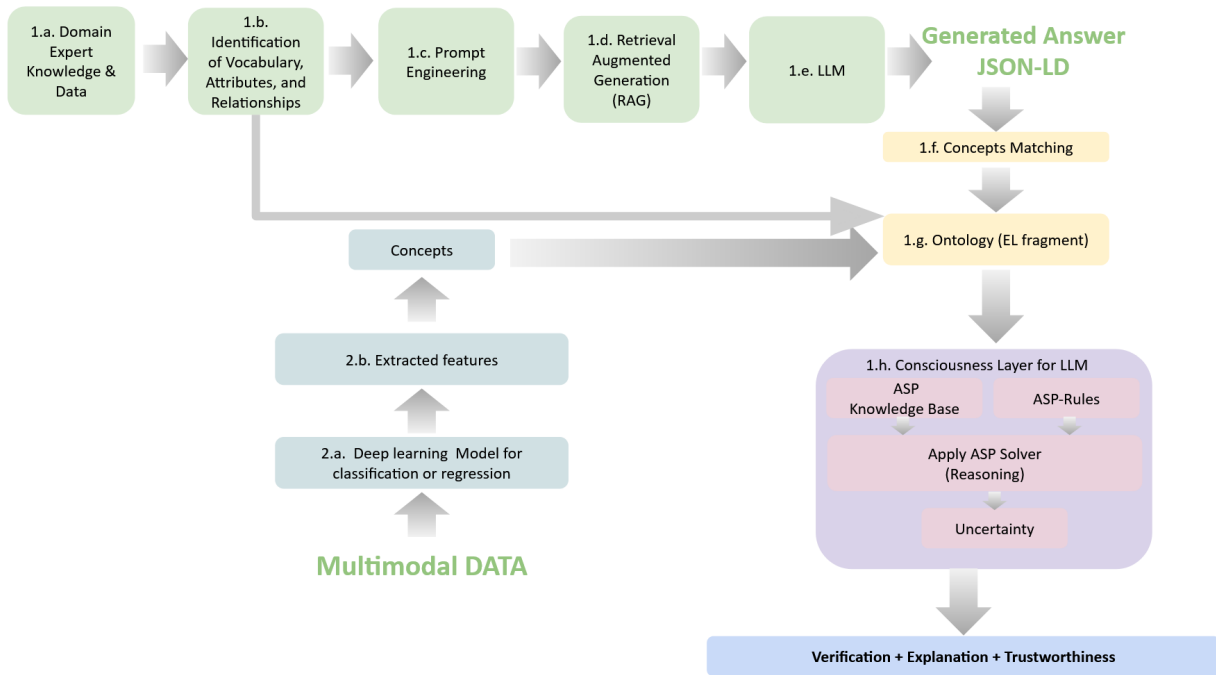 1.a. Domain
Expert
Knowledge &
Data
1.b.
Identification
of Vocabulary,
Attributes, and
Relationships
1.c. Prompt
Engineering
1.d. Retrieval
Augmented
Generation
(RAG)
1.e. LLM
Generated Answer
JSON-LD
1.f. Concepts Matching
1.g. Ontology (EL fragment)
Concepts
2.b. Extracted features
2.a. Deep learning Model for
classification or regression
Multimodal DATA
1.h. Consciousness Layer for LLM
ASP
Knowledge Base
ASP-Rules
Apply ASP Solver
(Reasoning)
Uncertainty
Verification + Explanation + Trustworthiness